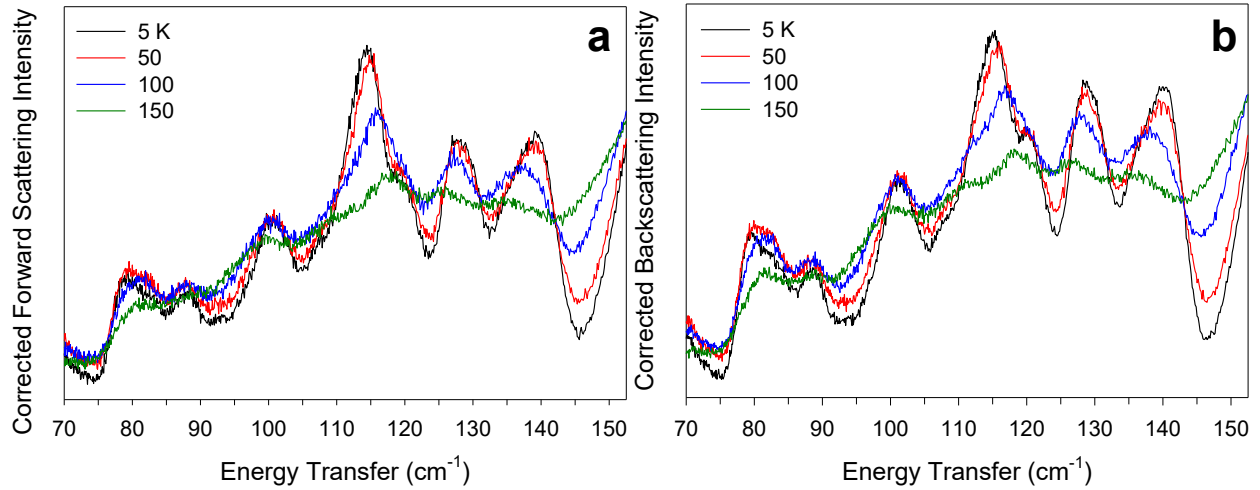 Corrected Forward Scattering Intensity
5 K
50
100
150
a
70 80 90 100 110 120 130 140 150
Energy Transfer (cm⁻¹)
Corrected Backscattering Intensity
5 K
50
100
150
b
70 80 90 100 110 120 130 140 150
Energy Transfer (cm⁻¹)